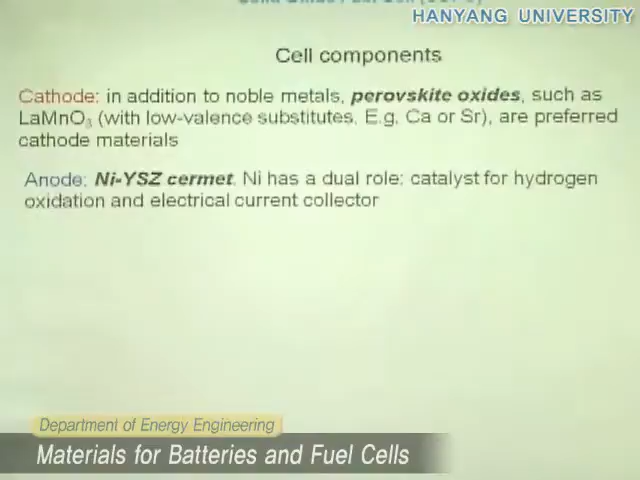 HANYANG UNIVERSITY
Cell components
Cathode: in addition to noble metals, perovskite oxides, such as
LaMnO₃ (with low-valence substitutes, E.g. Ca or Sr), are preferred
cathode materials
Anode: Ni-YSZ cermet. Ni has a dual role: catalyst for hydrogen
oxidation and electrical current collector
Department of Energy Engineering
Materials for Batteries and Fuel Cells